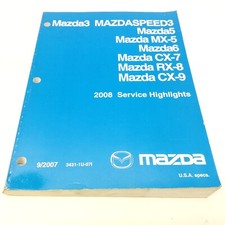 Mazda3 MAZDASPEED3
Mazda5
Mazda MX-5
Mazda6
Mazda CX-7
Mazda RX-8
Mazda CX-9
2008 Service Highlights
9/2007
mazda
U.S.A. specs.